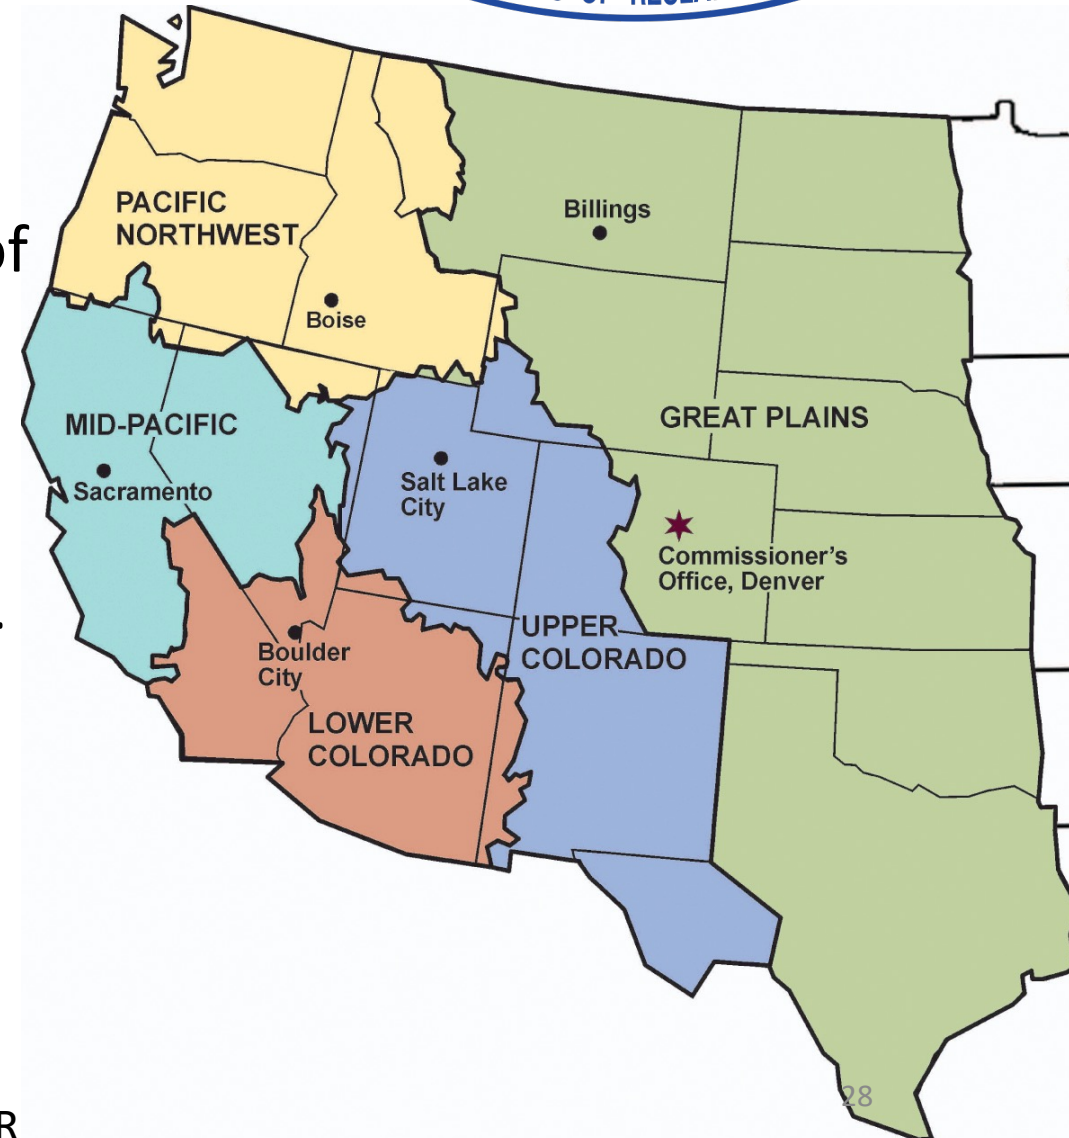 of
PACIFIC
NORTHWEST
Billings
Boise
MID-PACIFIC
Sacramento
Salt Lake
City
GREAT PLAINS
Commissioner's
Office, Denver
UPPER
COLORADO
Boulder
City
LOWER
COLORADO
28
R